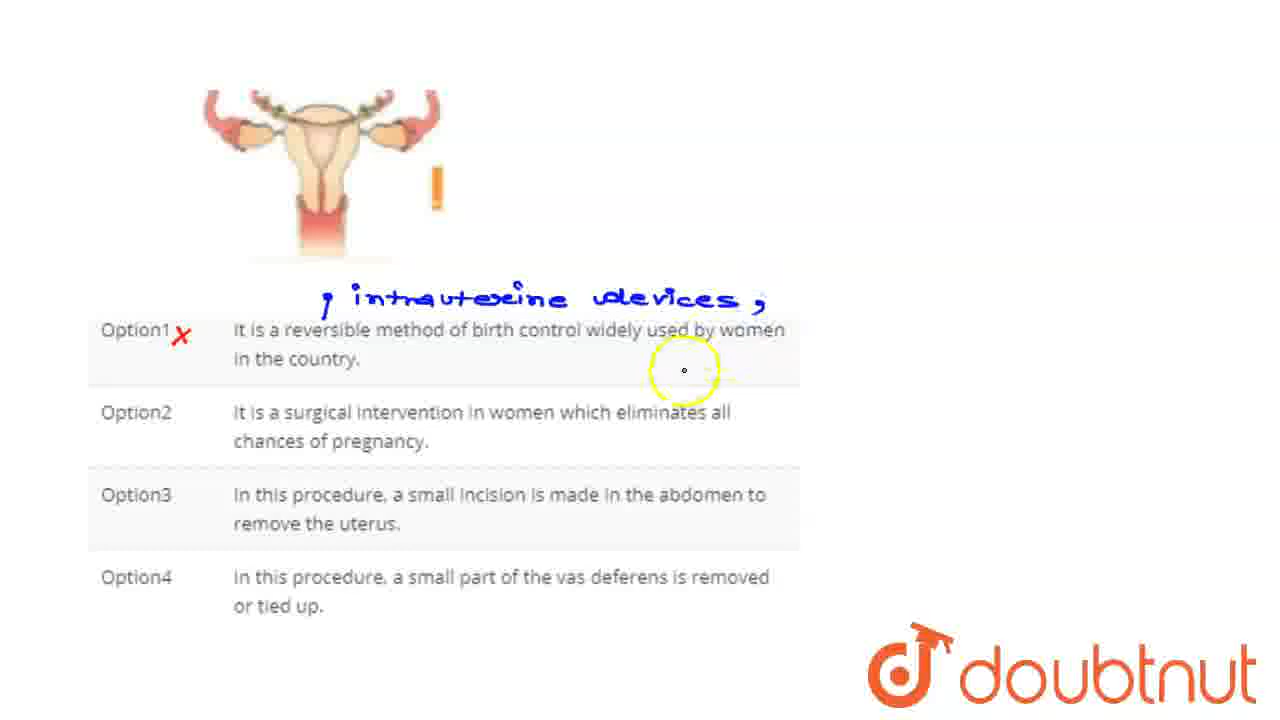 , intrauterine devices,
Option1 x It is a reversible method of birth control widely used by women
in the country.
Option2 It is a surgical intervention in women which eliminates all
chances of pregnancy.
Option3 In this procedure, a small incision is made in the abdomen to
remove the uterus.
Option4 In this procedure, a small part of the vas deferens is removed
or tied up.
doubtnut